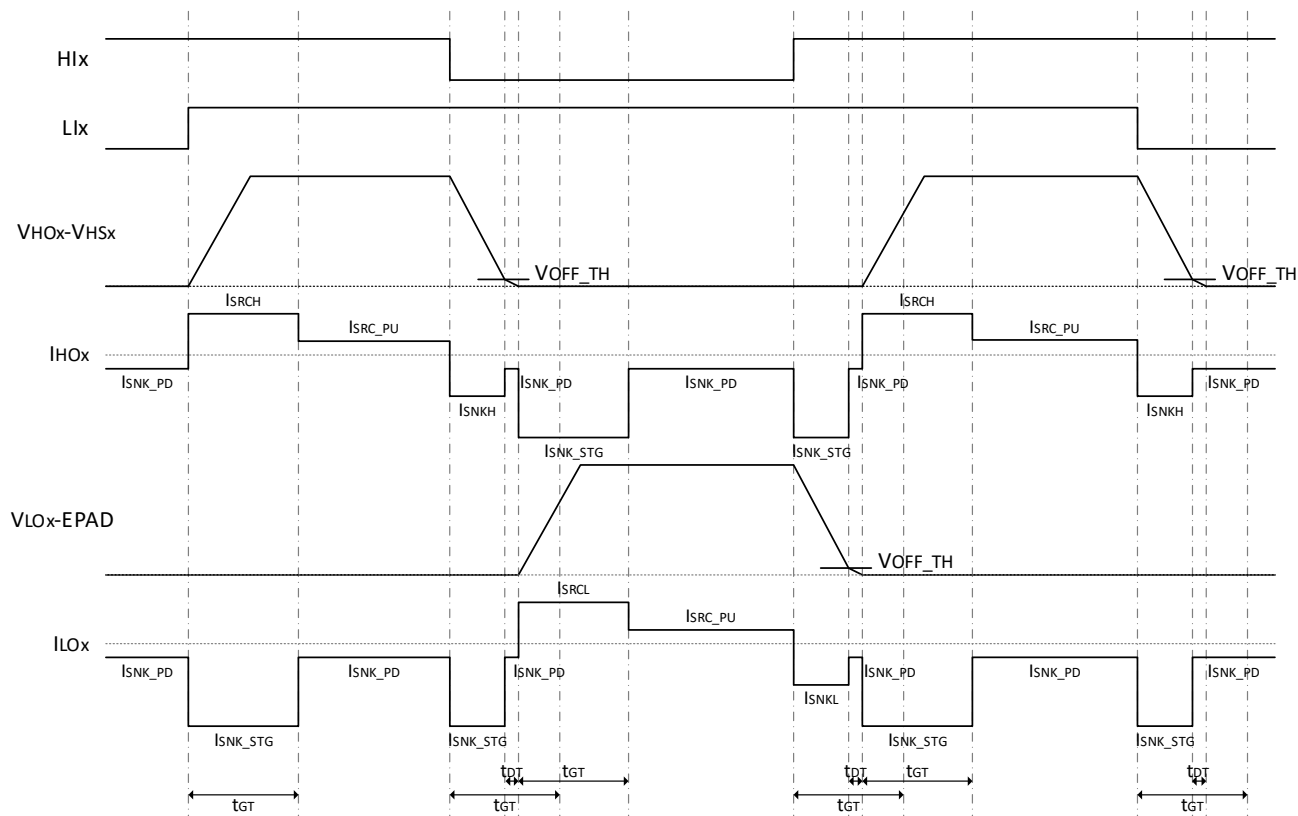 HIx
LIx
VHOx-VHSx
VOFF_TH
VOFF_TH
ISRCH
ISRCH
ISRC_PU
ISRC_PU
IHOx
ISNK_PD
ISNK_PD
ISNK_PD
ISNK_PD
ISNK_PD
ISNKH
ISNKH
ISNK_STG
ISNK_STG
VLOx-EPAD
VOFF_TH
ISRCL
ISRC_PU
ILOx
ISNK_PD
ISNK_PD
ISNK_PD
ISNK_PD
ISNK_PD
ISNK_PD
ISNKL
ISNK_STG
ISNK_STG
ISNK_STG
ISNK_STG
tDT
tGT
tDT
tGT
tDT
tGT
tGT
tGT
tGT